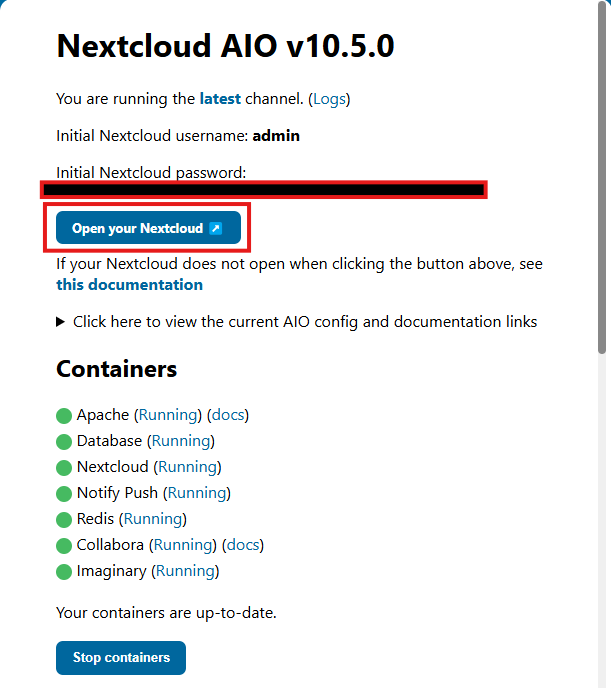 Nextcloud AIO v10.5.0
You are running the latest channel. (Logs)
Initial Nextcloud username: admin
Initial Nextcloud password:
Open your Nextcloud ↗
If your Nextcloud does not open when clicking the button above, see
this documentation
▶ Click here to view the current AIO config and documentation links
Containers
Apache (Running) (docs)
Database (Running)
Nextcloud (Running)
Notify Push (Running)
Redis (Running)
Collabora (Running) (docs)
Imaginary (Running)
Your containers are up-to-date.
Stop containers